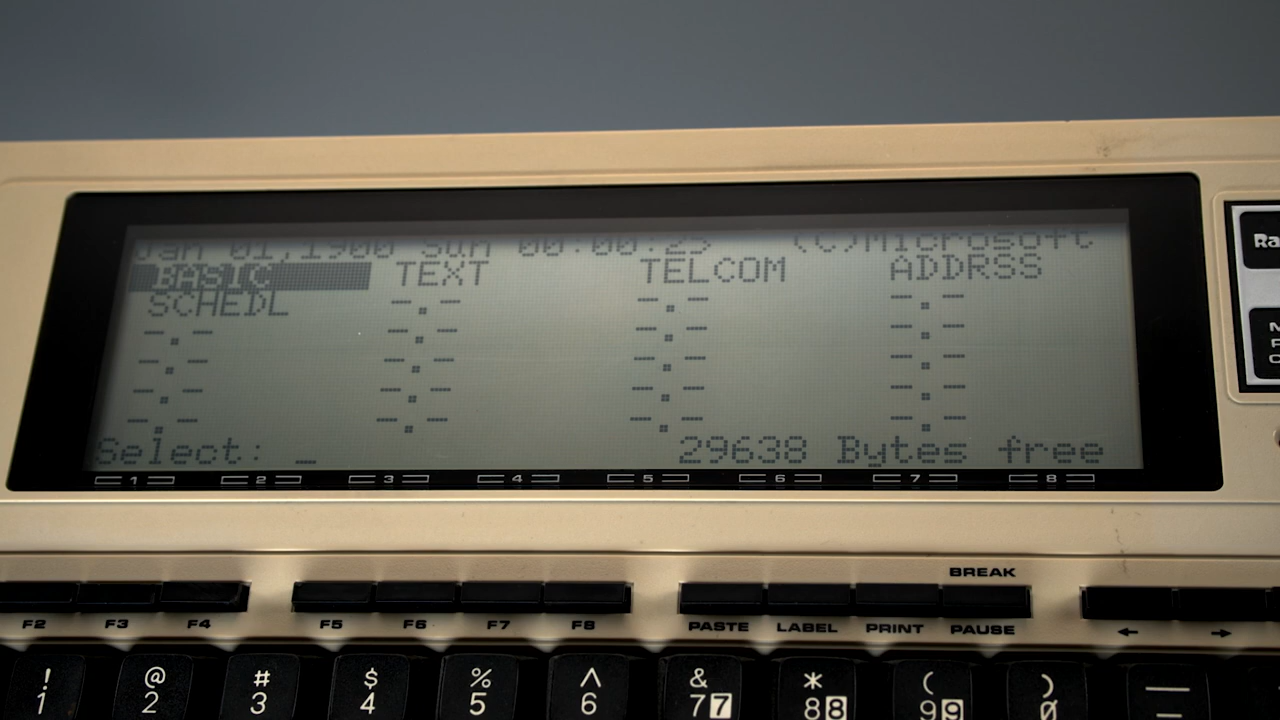 Jan 01,1900 Sun 00:00:25 (C)Microsoft
BASIC TEXT TELCOM ADDRSS
SCHEDL -.- -.- -.-
-.- -.- -.- -.-
-.- -.- -.- -.-
-.- -.- -.- -.-
-.- -.- -.- -.-
Select: _ 29638 Bytes free
1 2 3 4 5 6 7 8
BREAK
F2 F3 F4 F5 F6 F7 F8 PASTE LABEL PRINT PAUSE ← →
! @ # $ % ^ & * ( ) —
1 2 3 4 5 6 7 7 8 8 9 9 0